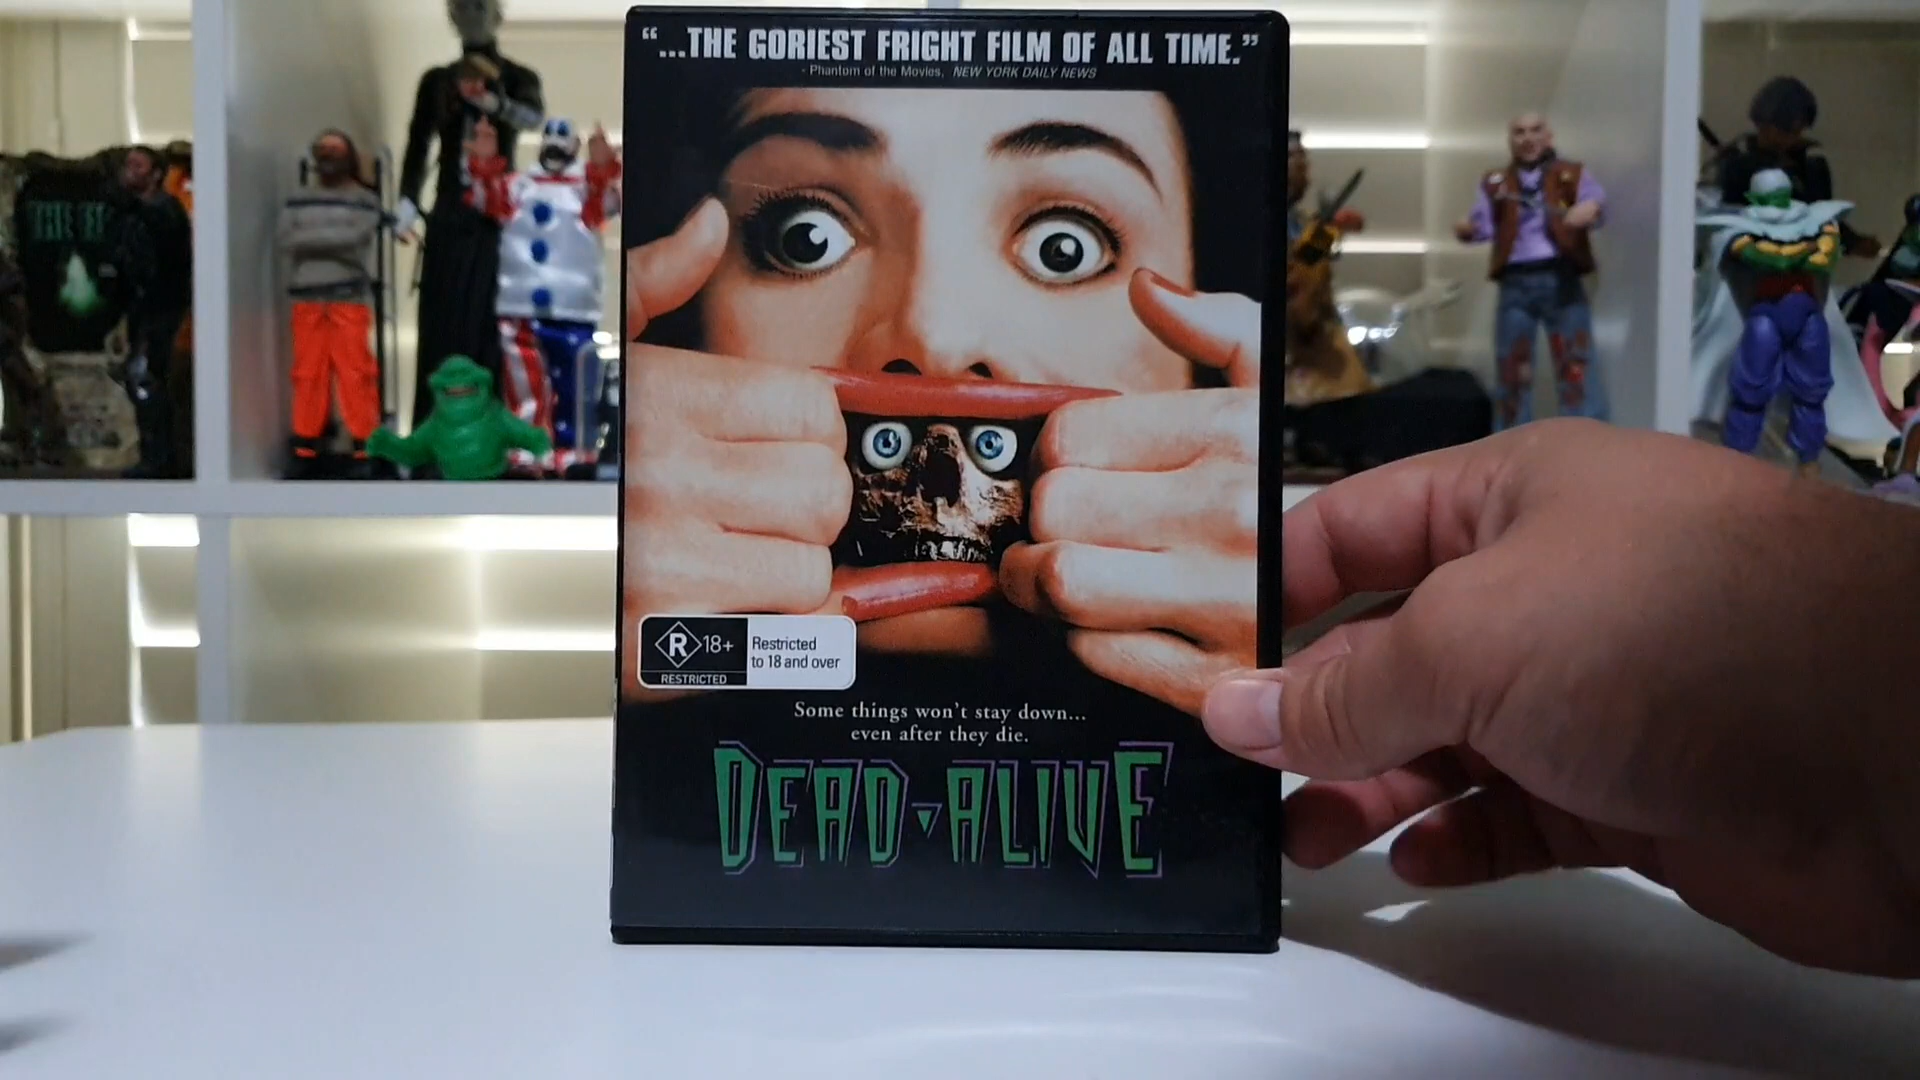 “...THE GORIEST FRIGHT FILM OF ALL TIME.”
- Phantom of the Movies, NEW YORK DAILY NEWS
R 18+
RESTRICTED
Restricted
to 18 and over
Some things won't stay down...
even after they die.
DEAD-ALIVE